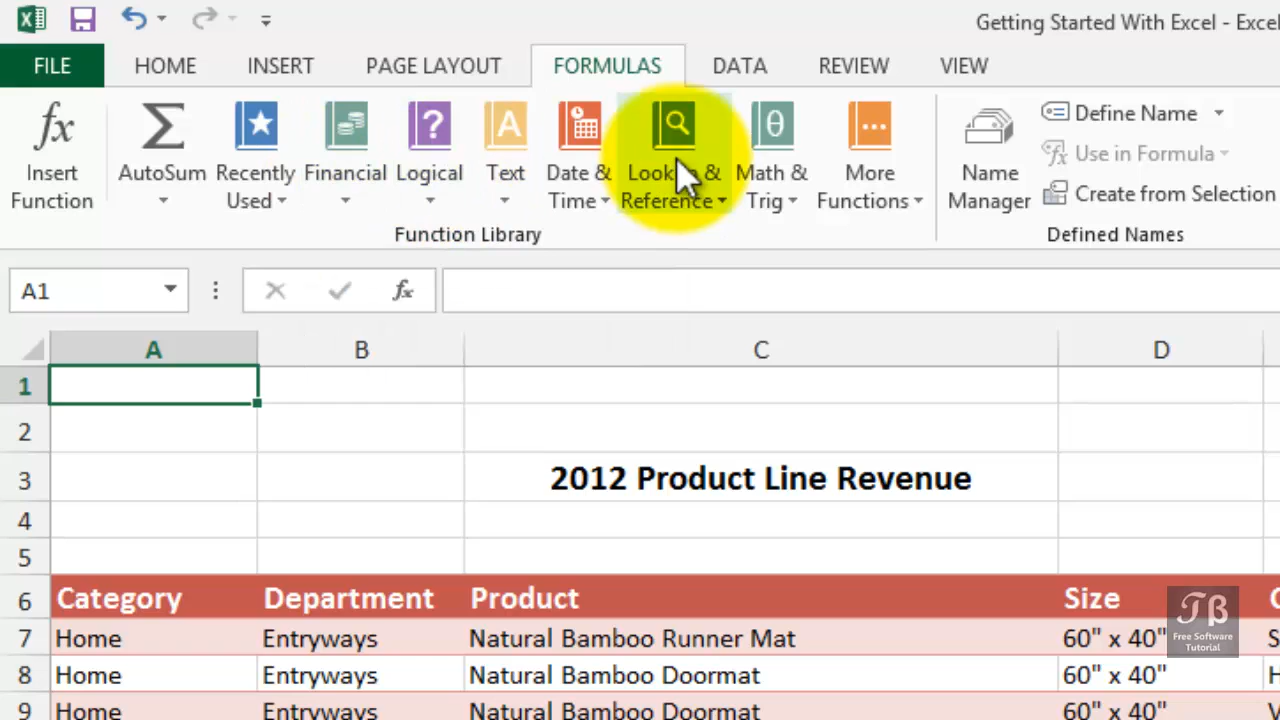 Getting Started With Excel - Exce
FILE HOME INSERT PAGE LAYOUT FORMULAS DATA REVIEW VIEW
fx Σ ? A θ Define Name
Insert AutoSum Recently Financial Logical Text Date & & Math & More Name Use in Formula
Function Used Time Reference Trig Functions Manager Create from Selection
Function Library Defined Names
A1 fx
A B C D
1
2
3 2012 Product Line Revenue
4
5
6 Category Department Product Size
7 Home Entryways Natural Bamboo Runner Mat 60" x 40" S
8 Home Entryways Natural Bamboo Doormat 60" x 40" H
9 Home Entryways Natural Bamboo Doormat 60" x 40" V
TB
Free Software
Tutorial